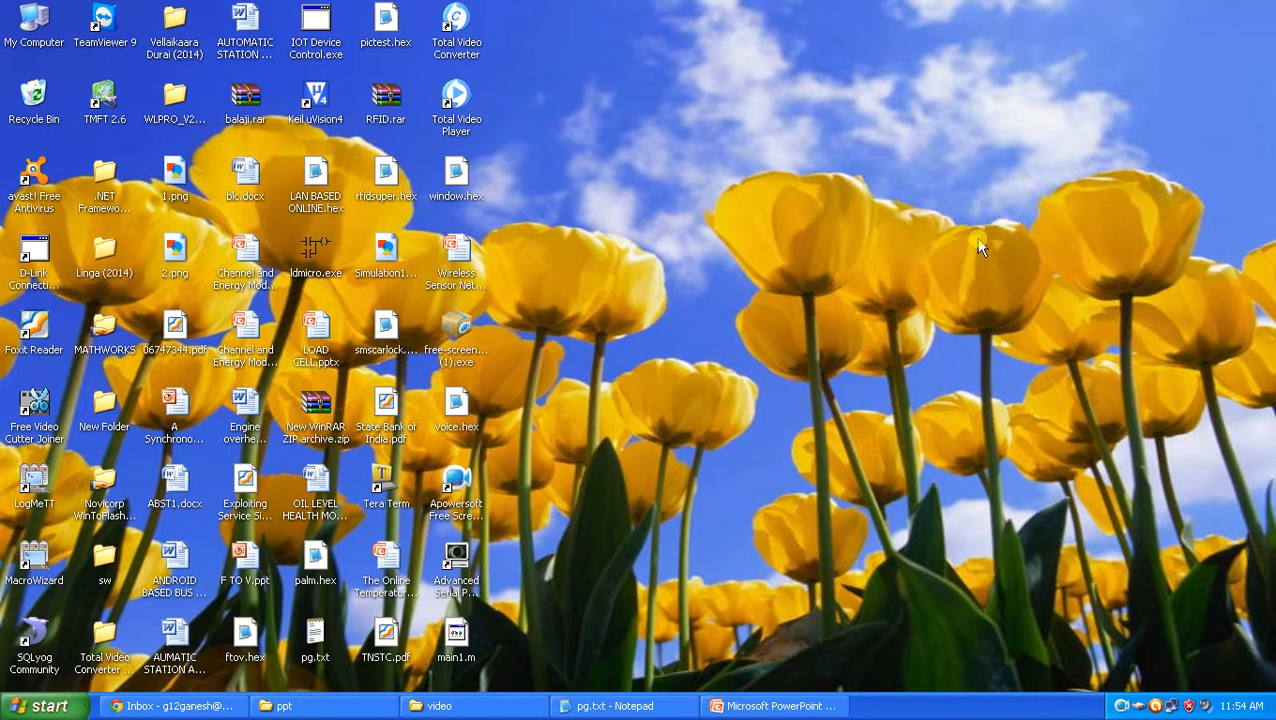 My Computer
TeamViewer 9
Vellaikaara
Durai (2014)
AUTOMATIC
STATION ...
IOT Device
Control.exe
pictest.hex
Total Video
Converter
Recycle Bin
TMFT 2.6
WLPRO_V2...
balaji.rar
Keil uVision4
RFID.rar
Total Video
Player
avast! Free
Antivirus
.NET
Framewo...
1.png
blc.docx
LAN BASED
ONLINE.hex
rfidsuper.hex
window.hex
D-Link
Connecti...
Linga (2014)
2.png
Channel and
Energy Mod...
ldmicro.exe
Simulation1...
Wireless
Sensor Net...
Foxit Reader
MATHWORKS
06747344.pdf
Channel and
Energy Mod...
LOAD
CELL.pptx
smscarlock....
free-screen...
(1).exe
Free Video
Cutter Joiner
New Folder
A
Synchrono...
Engine
overhe...
New WinRAR
ZIP archive.zip
State Bank of
India.pdf
voice.hex
LogMeTT
Novicorp
WinToFlash...
ABST1.docx
Exploiting
Service Si...
OIL LEVEL
HEALTH MO...
Tera Term
Apowersoft
Free Scre...
MacroWizard
sw
ANDROID
BASED BUS ...
F TO V.ppt
palm.hex
The Online
Temperatur...
Advanced
Serial P...
SQLyog
Community
Total Video
Converter ...
AUMATIC
STATION A...
ftov.hex
pg.txt
TNSTC.pdf
main1.m
start
Inbox - g12ganesh@...
ppt
video
pg.txt - Notepad
Microsoft PowerPoint ...
11:54 AM